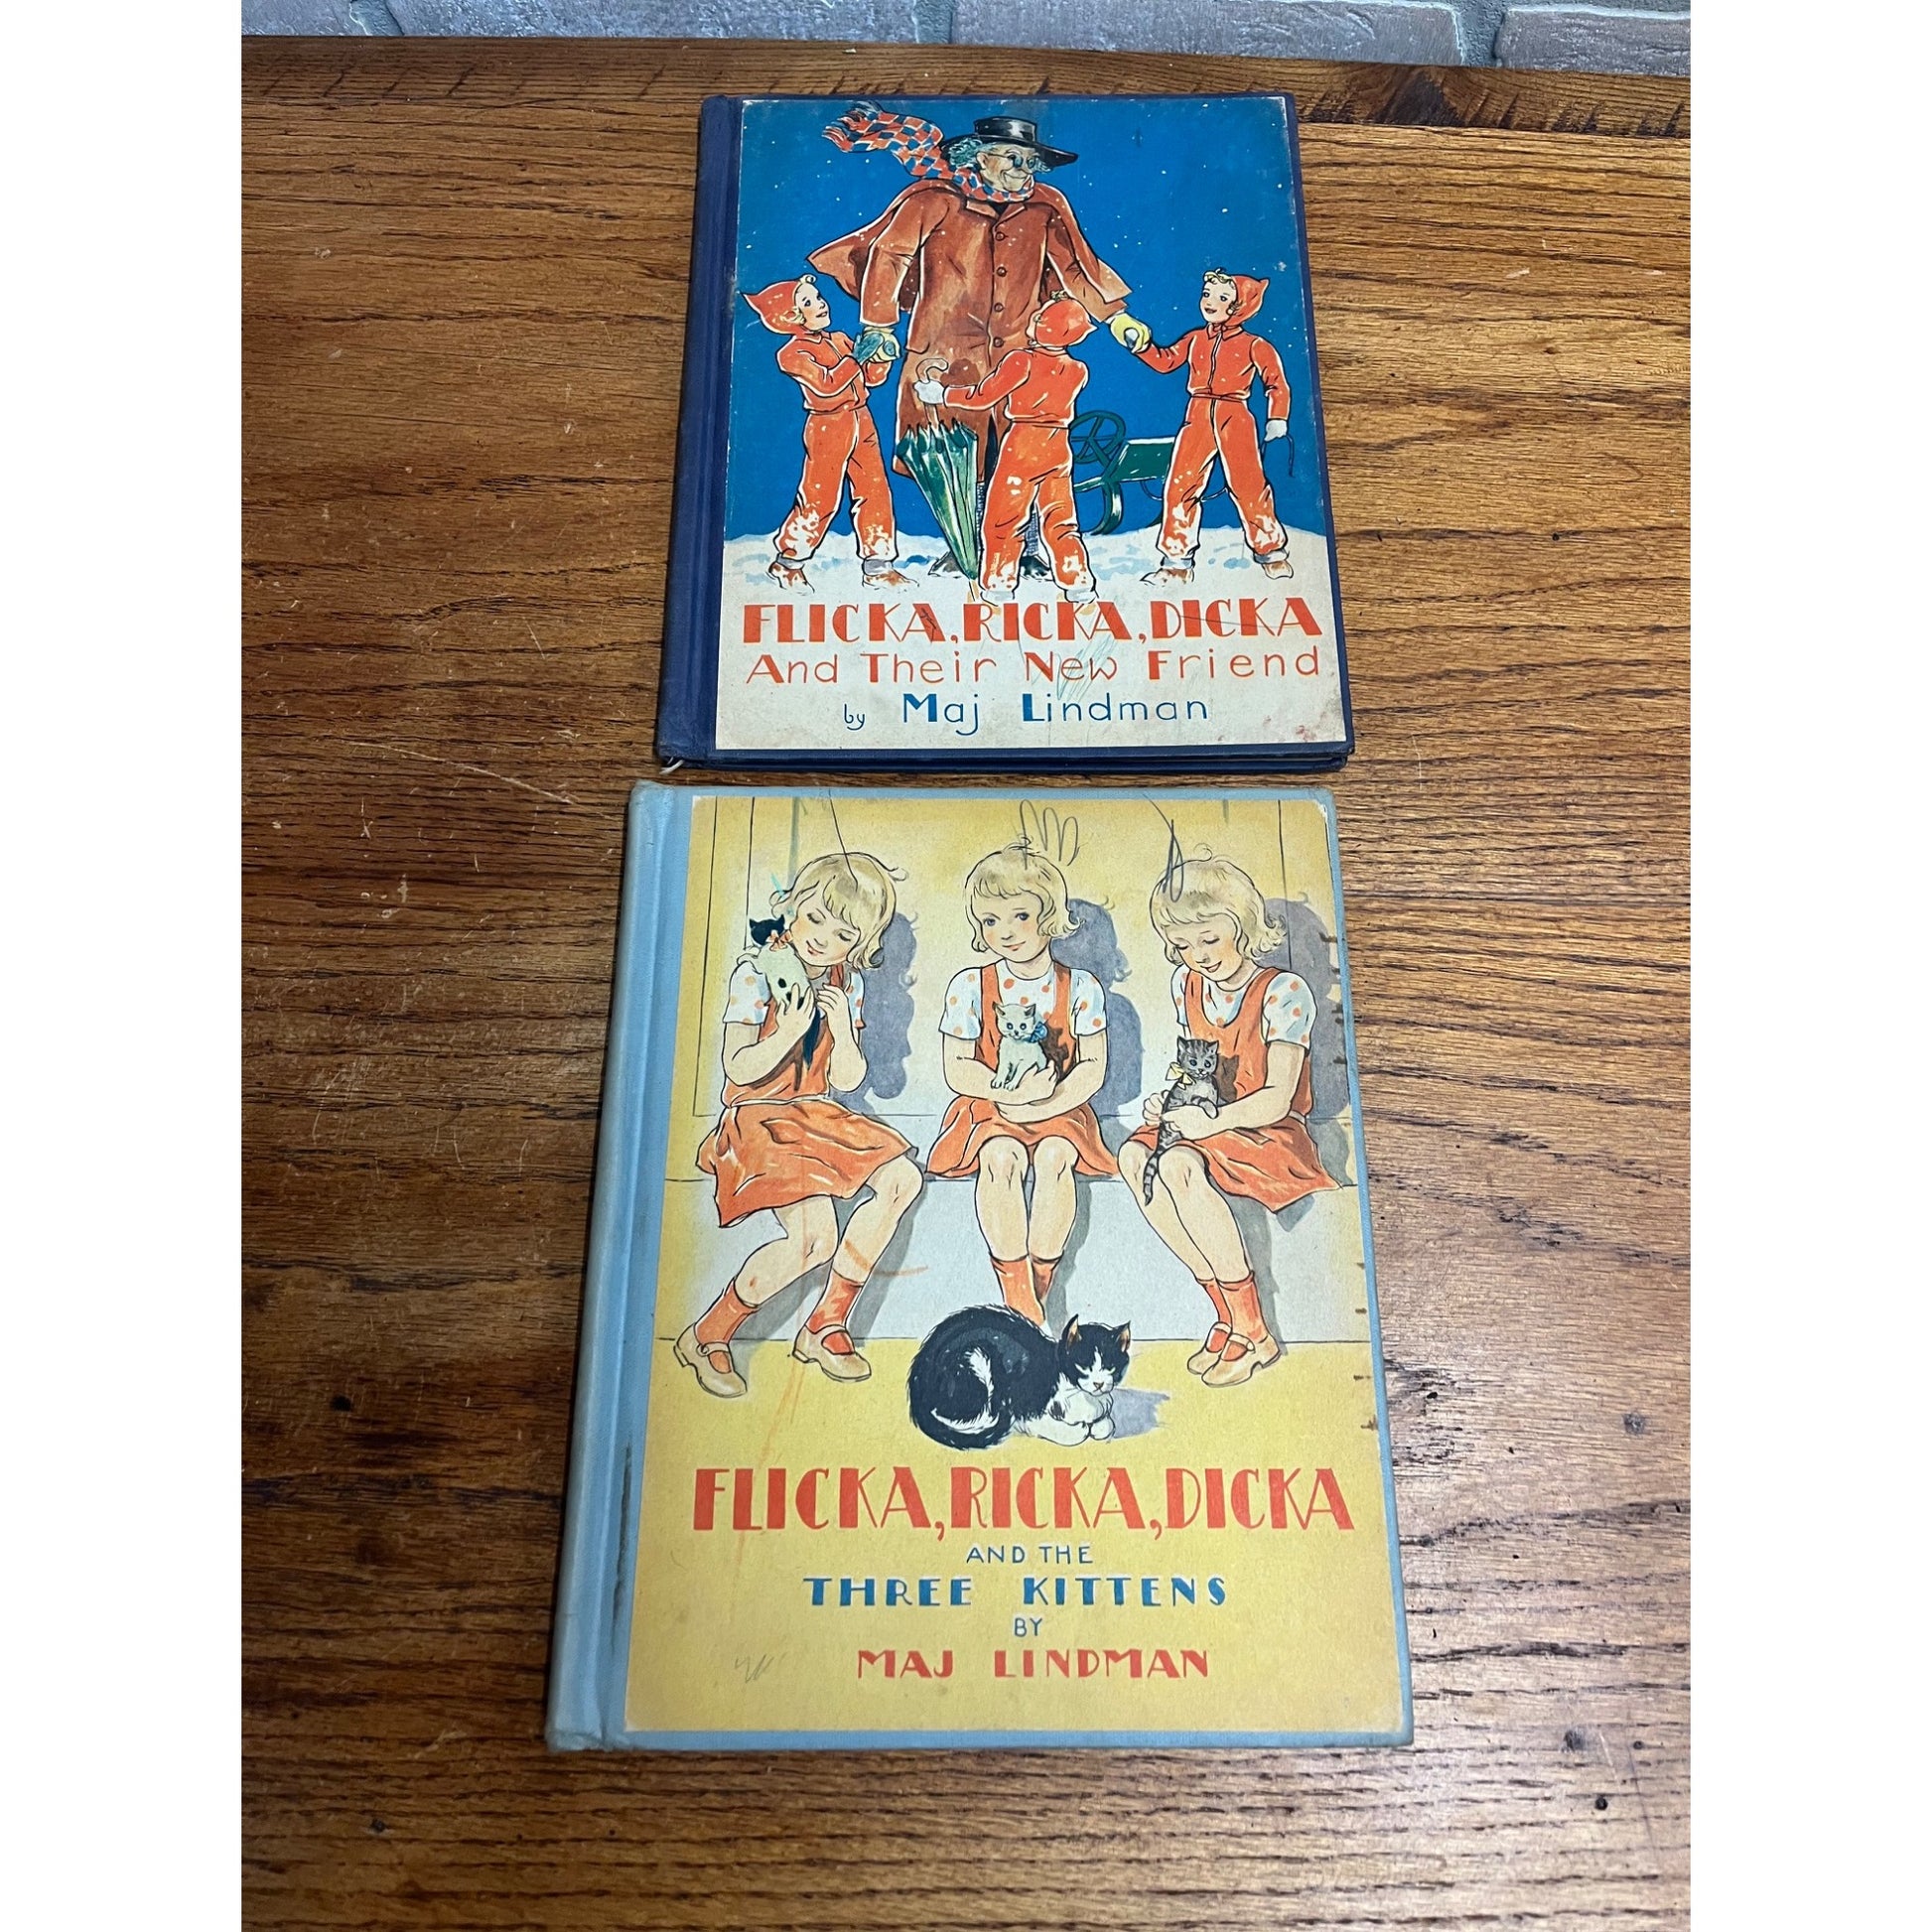 FLICKA, RICKA, DICKA
And Their New Friend
by Maj Lindman
FLICKA, RICKA, DICKA
AND THE
THREE KITTENS
BY
MAJ LINDMAN